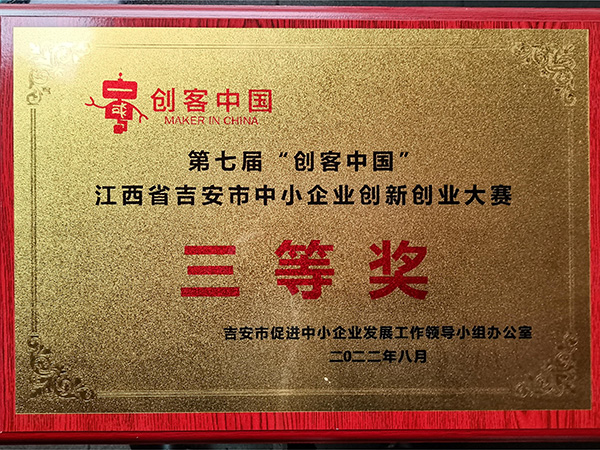 创客中国
MAKER IN CHINA
第七届“创客中国”
江西省吉安市中小企业创新创业大赛
三等奖
吉安市促进中小企业发展工作领导小组办公室
二〇二二年八月